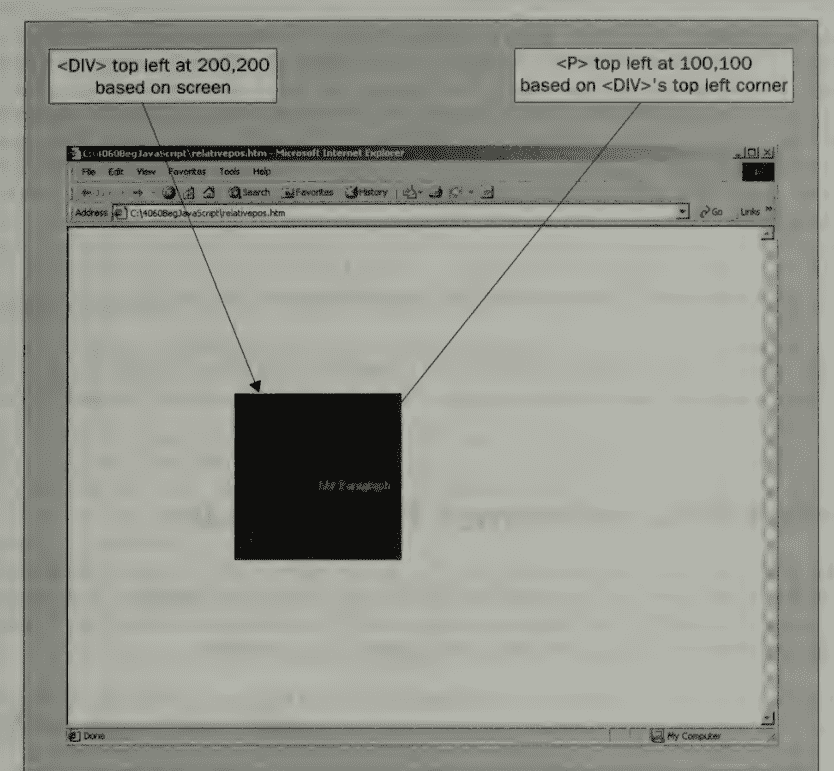 <DIV> top left at 200,200
based on screen
<P> top left at 100,100
based on <DIV>'s top left corner
C:\4060BegJavaScript\relativepos.htm - Microsoft Internet Explorer
File Edit View Favorites Tools Help
Search Favorites History
Address C:\4060BegJavaScript\relativepos.htm Go Links »
My Paragraph
Done My Computer